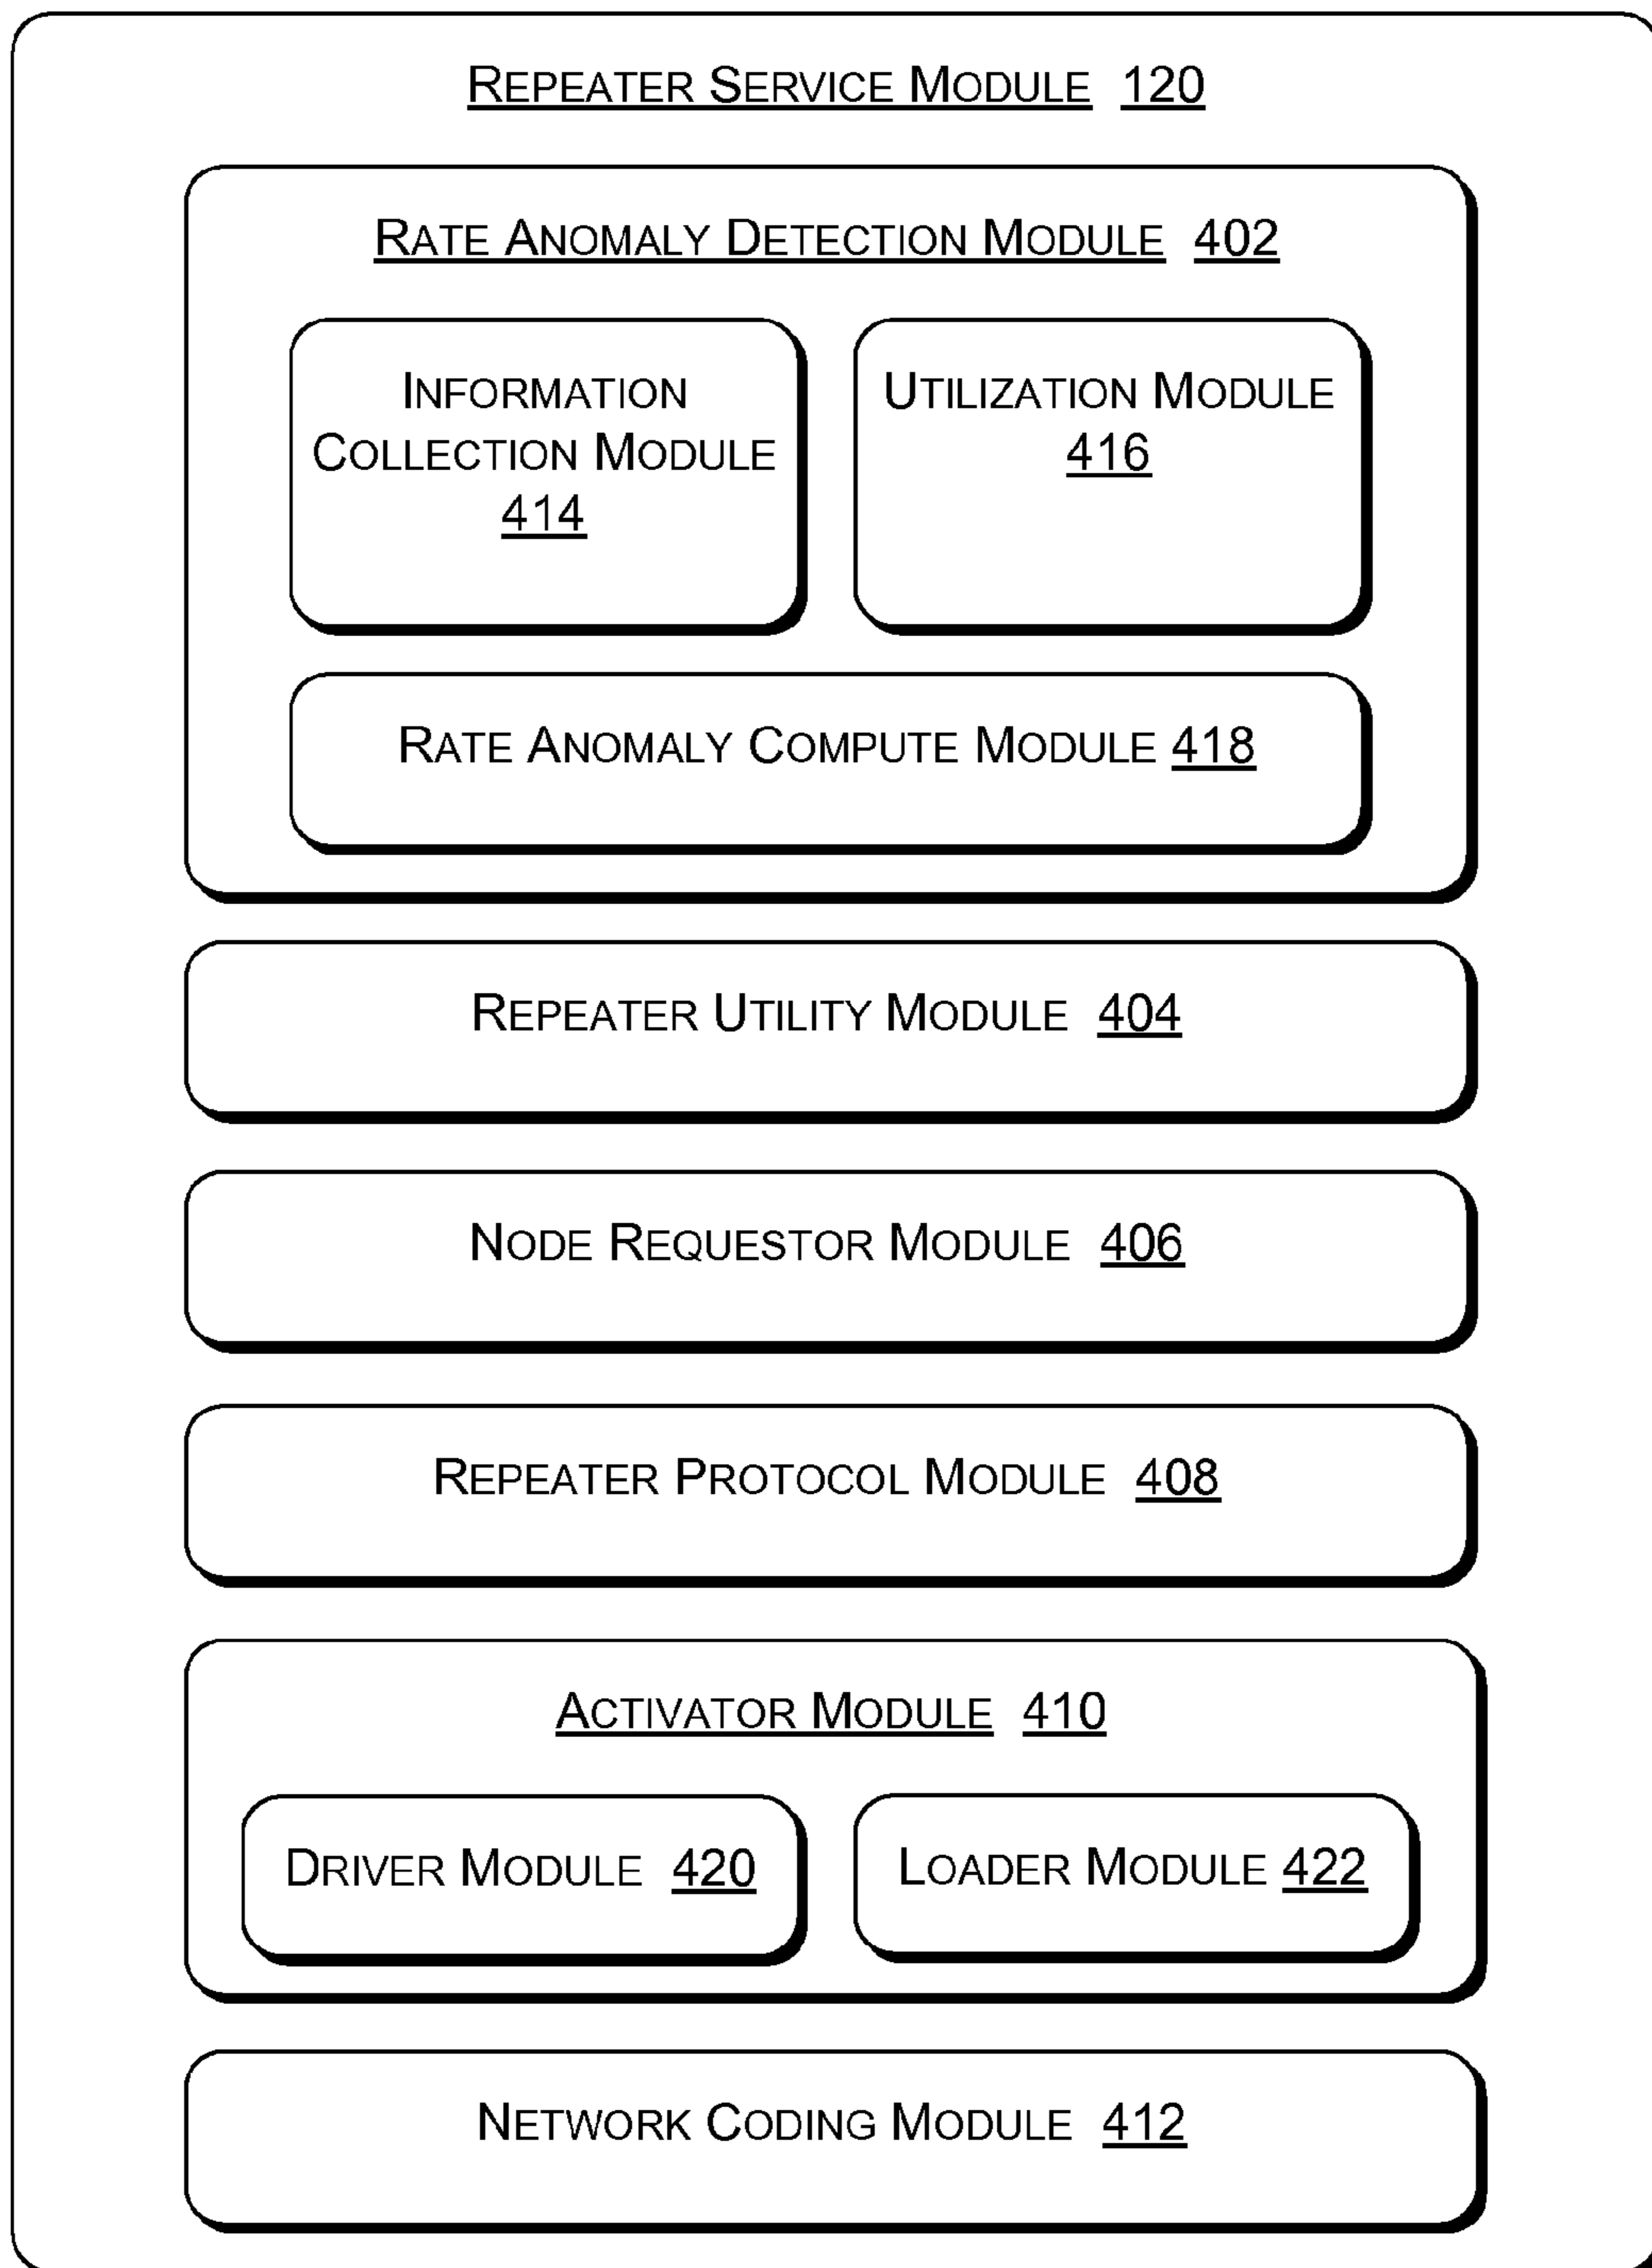 REPEATER SERVICE MODULE 120
RATE ANOMALY DETECTION MODULE 402
INFORMATION
COLLECTION MODULE
414
UTILIZATION MODULE
416
RATE ANOMALY COMPUTE MODULE 418
REPEATER UTILITY MODULE 404
NODE REQUESTOR MODULE 406
REPEATER PROTOCOL MODULE 408
ACTIVATOR MODULE 410
DRIVER MODULE 420
LOADER MODULE 422
NETWORK CODING MODULE 412